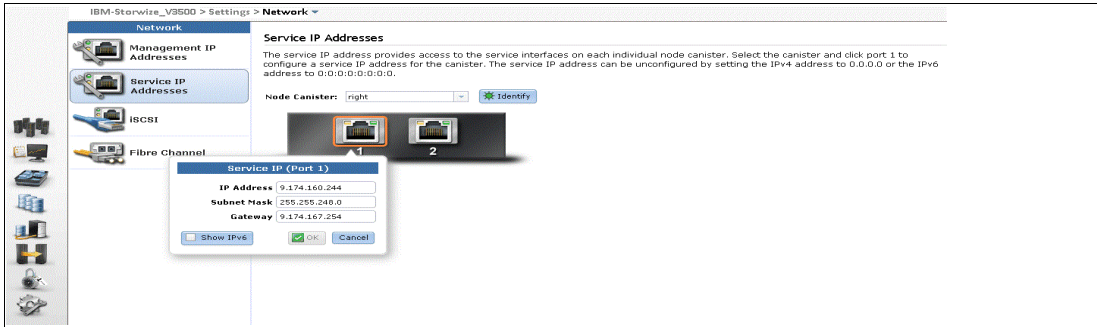 IBM-Storwize_V3500 > Settings > Network
Network
Management IP
Addresses
Service IP
Addresses
iSCSI
Fibre Channel
Service IP Addresses
The service IP address provides access to the service interfaces on each individual node canister. Select the canister and click port 1 to
configure a service IP address for the canister. The service IP address can be unconfigured by setting the IPv4 address to 0.0.0.0 or the IPv6
address to 0:0:0:0:0:0:0:0.
Node Canister: right Identify
1 2
Service IP (Port 1)
IP Address 9.174.160.244
Subnet Mask 255.255.248.0
Gateway 9.174.167.254
Show IPv6 OK Cancel